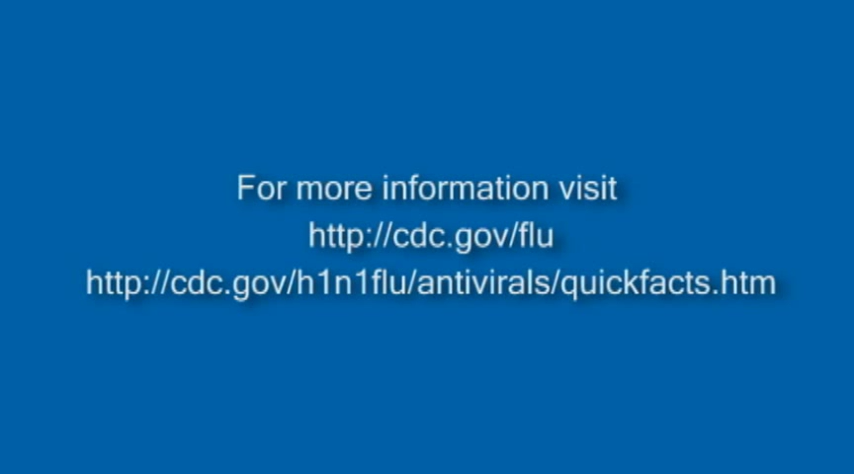 For more information visit
http://cdc.gov/flu
http://cdc.gov/h1n1flu/antivirals/quickfacts.htm